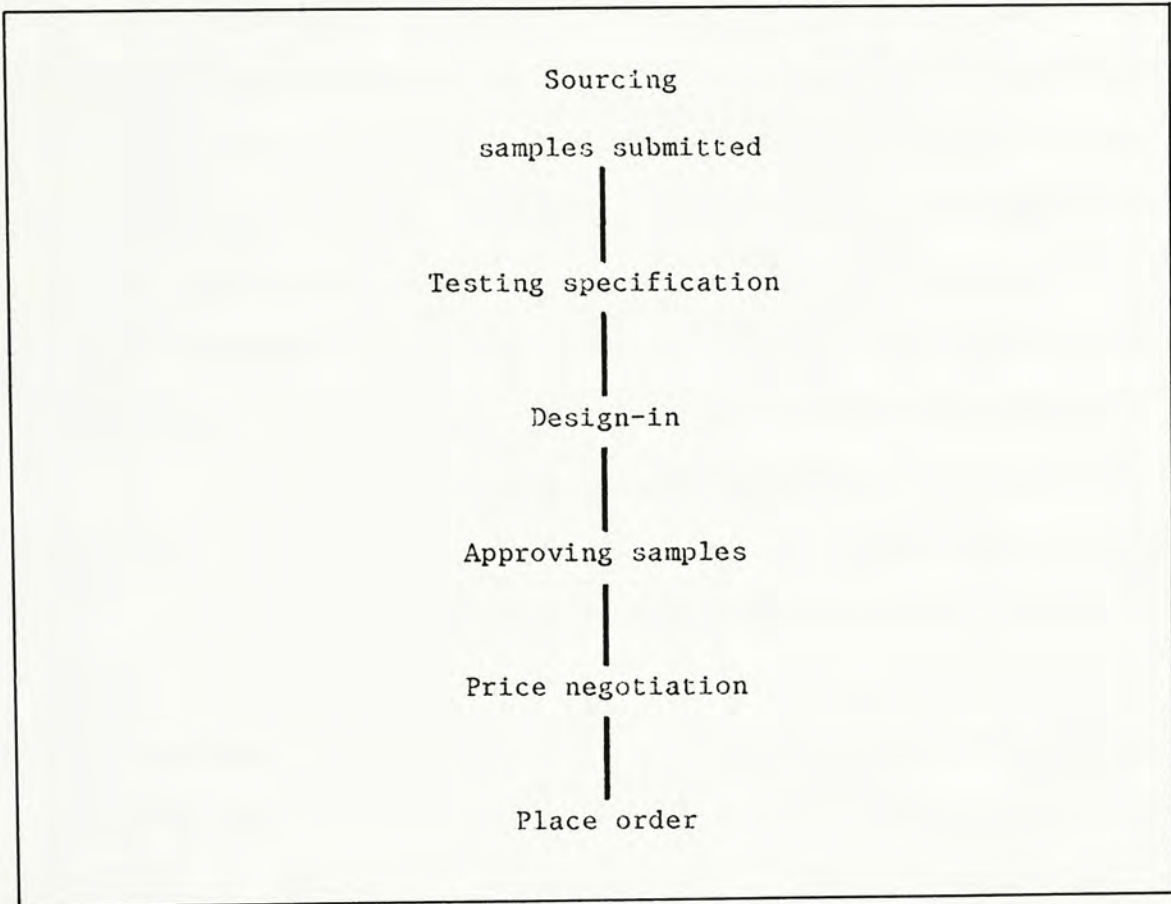 Sourcing
samples submitted
Testing specification
Design-in
Approving samples
Price negotiation
Place order